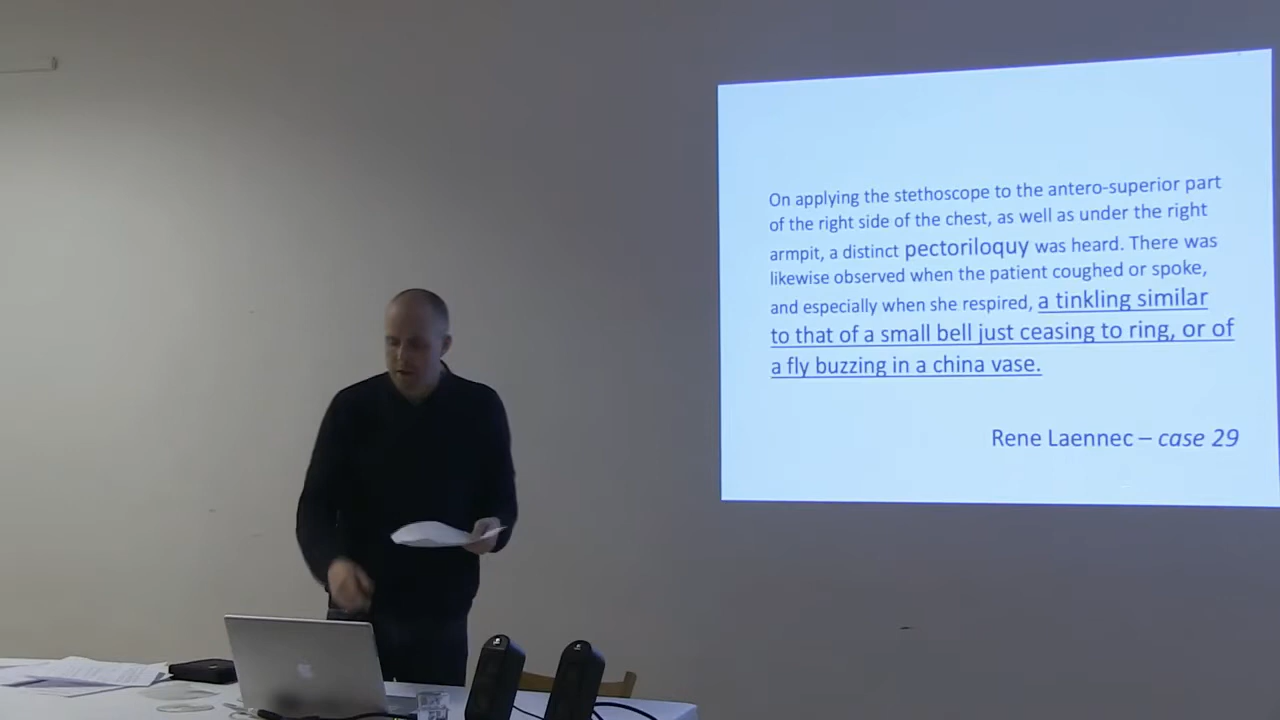 On applying the stethoscope to the antero-superior part
of the right side of the chest, as well as under the right
armpit, a distinct pectoriloquy was heard. There was
likewise observed when the patient coughed or spoke,
and especially when she respired, a tinkling similar
to that of a small bell just ceasing to ring, or of
a fly buzzing in a china vase.
Rene Laennec – case 29